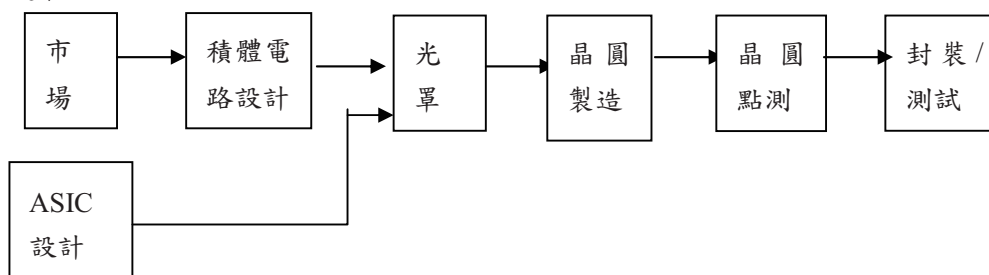 市
場
積體電
路設計
光
罩
晶 圓
製造
晶 圓
點測
封 裝 /
測試
ASIC
設計